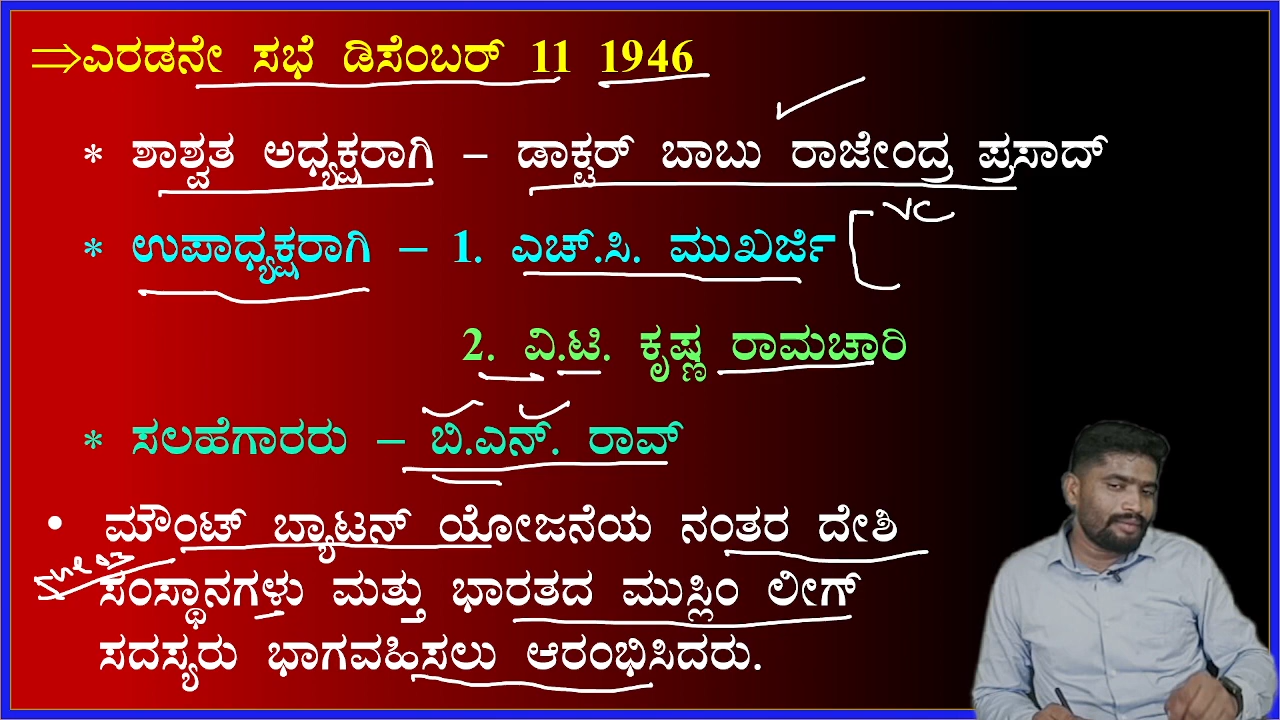 ⇒ಎರಡನೇ ಸಭೆ ಡಿಸೆಂಬರ್ 11 1946
* ಶಾಶ್ವತ ಅಧ್ಯಕ್ಷರಾಗಿ – ಡಾಕ್ಟರ್ ಬಾಬು ರಾಜೇಂದ್ರ ಪ್ರಸಾದ್
* ಉಪಾಧ್ಯಕ್ಷರಾಗಿ – 1. ಎಚ್.ಸಿ. ಮುಖರ್ಜಿ VC
2. ವಿ.ಟಿ. ಕೃಷ್ಣ ರಾಮಚಾರಿ
* ಸಲಹೆಗಾರರು – ಬಿ.ಎನ್. ರಾವ್
• ಮೌಂಟ್ ಬ್ಯಾಟನ್ ಯೋಜನೆಯ ನಂತರ ದೇಶಿ
ಸಂಸ್ಥಾನಗಳು ಮತ್ತು ಭಾರತದ ಮುಸ್ಲಿಂ ಲೀಗ್
ಸದಸ್ಯರು ಭಾಗವಹಿಸಲು ಆರಂಭಿಸಿದರು.